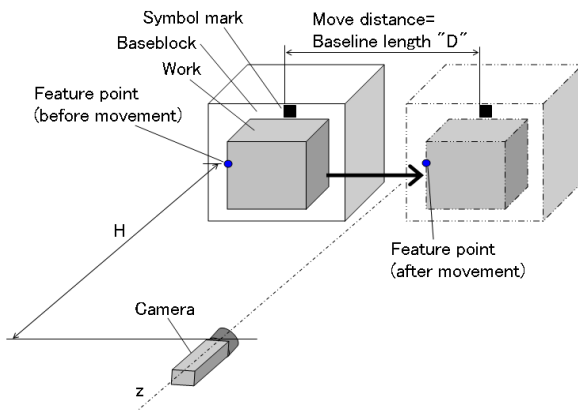 Symbol mark
Baseblock
Work
Feature point
(before movement)
Move distance=
Baseline length "D"
H
Feature point
(after movement)
Camera
z